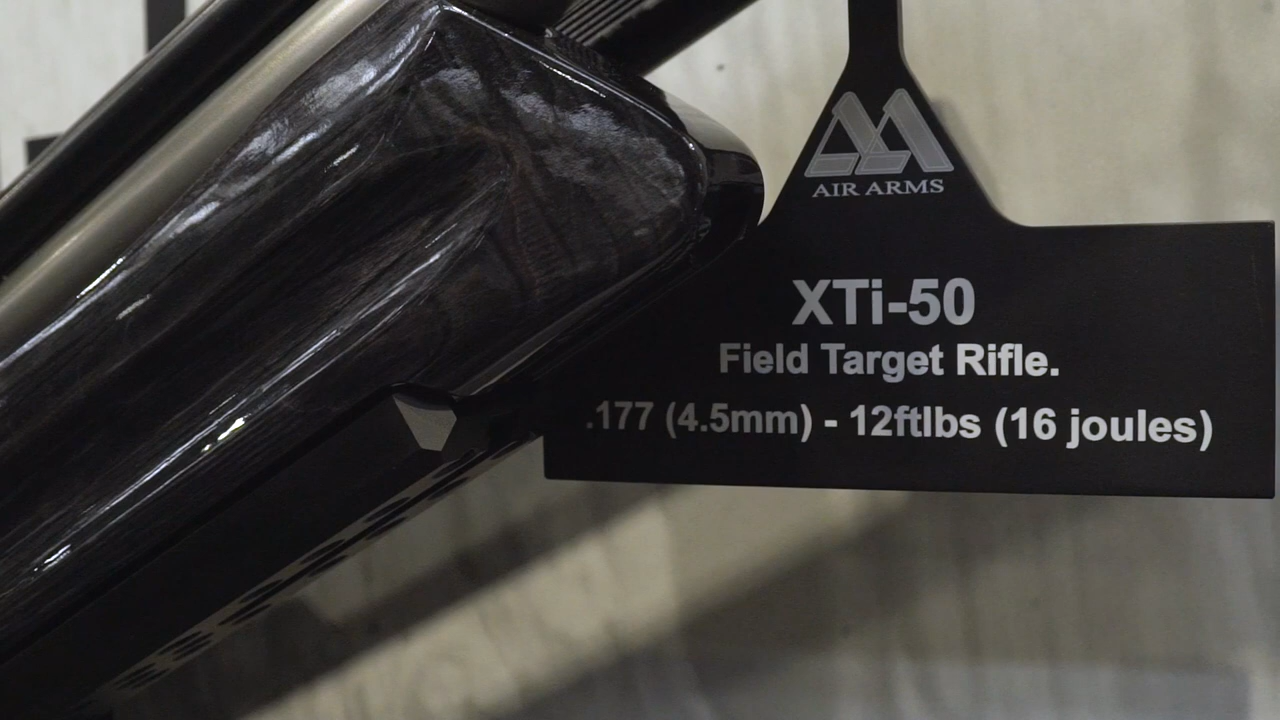 AIR ARMS
XTi-50
Field Target Rifle.
.177 (4.5mm) - 12ftlbs (16 joules)